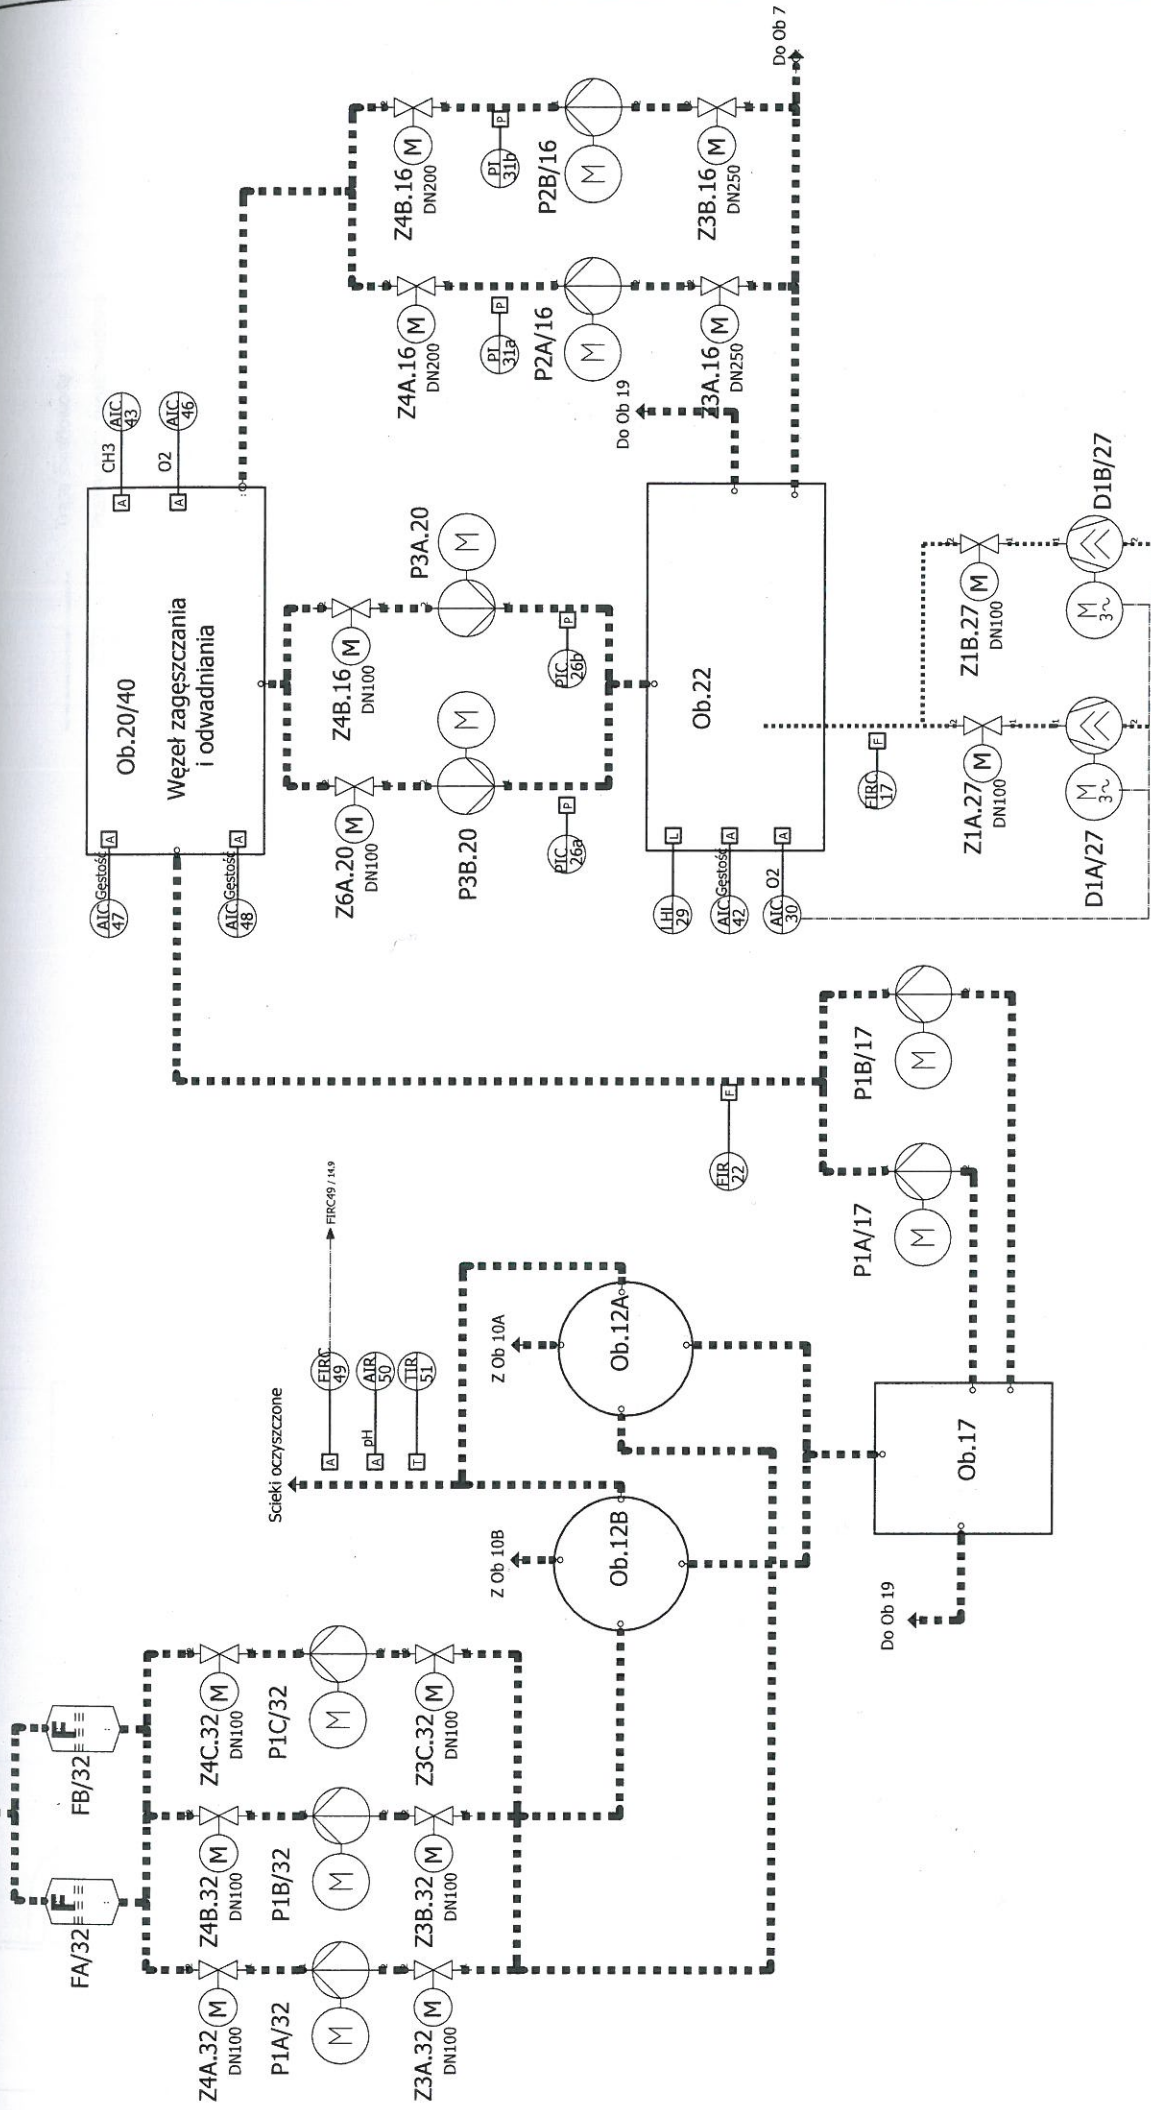 FA/32
FB/32
F
F
Z4A.32
M
DN100
Z4B.32
M
DN100
Z4C.32
M
DN100
P1A/32
M
P1B/32
M
P1C/32
M
Z3A.32
M
DN100
Z3B.32
M
DN100
Z3C.32
M
DN100
Scieki oczyszczone
A
FIRC
49
FIRC49 / 14.9
A
pH
AIR
50
T
TIR
51
Z Ob 10B
Z Ob 10A
Ob.12B
Ob.12A
Do Ob 19
Ob.17
P1A/17
M
P1B/17
M
FIR
22
F
AIC
47
Gęstość
A
AIC
48
Gęstość
A
Ob.20/40
Węzeł zagęszczania
i odwadniania
A
CH3
AIC
43
A
O2
AIC
46
Z6A.20
M
DN100
Z4B.16
M
DN100
P3B.20
M
P3A.20
M
PIC
26a
P
PIC
26b
P
LHL
29
L
AIC
42
Gęstość
A
AIC
30
O2
A
Ob.22
Do Ob 19
Z4A.16
M
DN200
Z4B.16
M
DN200
PI
31a
P
PI
31b
P
P2A/16
M
P2B/16
M
Z3A.16
M
DN250
Z3B.16
M
DN250
Do Ob 7
FIRC
17
F
Z1A.27
M
DN100
Z1B.27
M
DN100
D1A/27
M
3~
D1B/27
M
3~